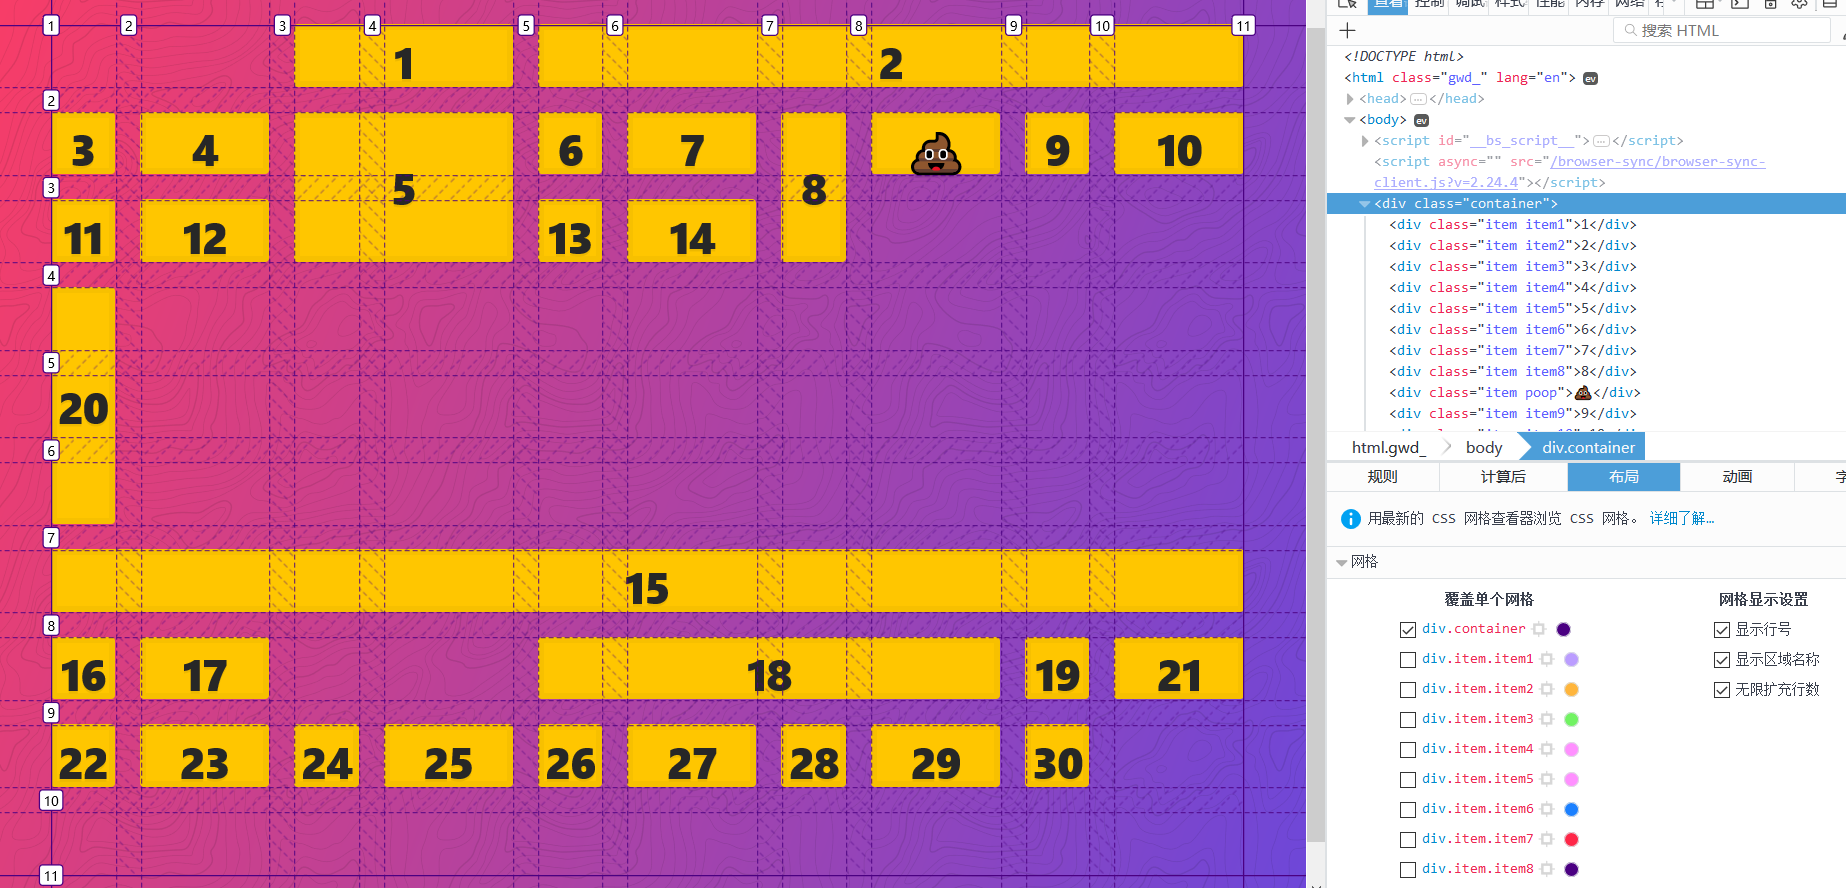 1 2 3 4 5 6 7 8 9 10 11
1 2
2
3 4 5 6 7 8 💩 9 10
3
11 12 13 14
4
5
20
6
7
15
8
16 17 18 19 21
9
22 23 24 25 26 27 28 29 30
10
11
查看 控制 调试 样式 性能 内存 网络
搜索 HTML
<!DOCTYPE html>
<html class="gwd_" lang="en"> ev
<head> … </head>
<body> ev
<script id="__bs_script__"> … </script>
<script async="" src="/browser-sync/browser-sync-
client.js?v=2.24.4"></script>
<div class="container">
<div class="item item1">1</div>
<div class="item item2">2</div>
<div class="item item3">3</div>
<div class="item item4">4</div>
<div class="item item5">5</div>
<div class="item item6">6</div>
<div class="item item7">7</div>
<div class="item item8">8</div>
<div class="item poop">💩</div>
<div class="item item9">9</div>
html.gwd_ body div.container
规则 计算后 布局 动画 字
用最新的 CSS 网格查看器浏览 CSS 网格。 详细了解…
网格
覆盖单个网格 网格显示设置
div.container 显示行号
div.item.item1 显示区域名称
div.item.item2 无限扩充行数
div.item.item3
div.item.item4
div.item.item5
div.item.item6
div.item.item7
div.item.item8